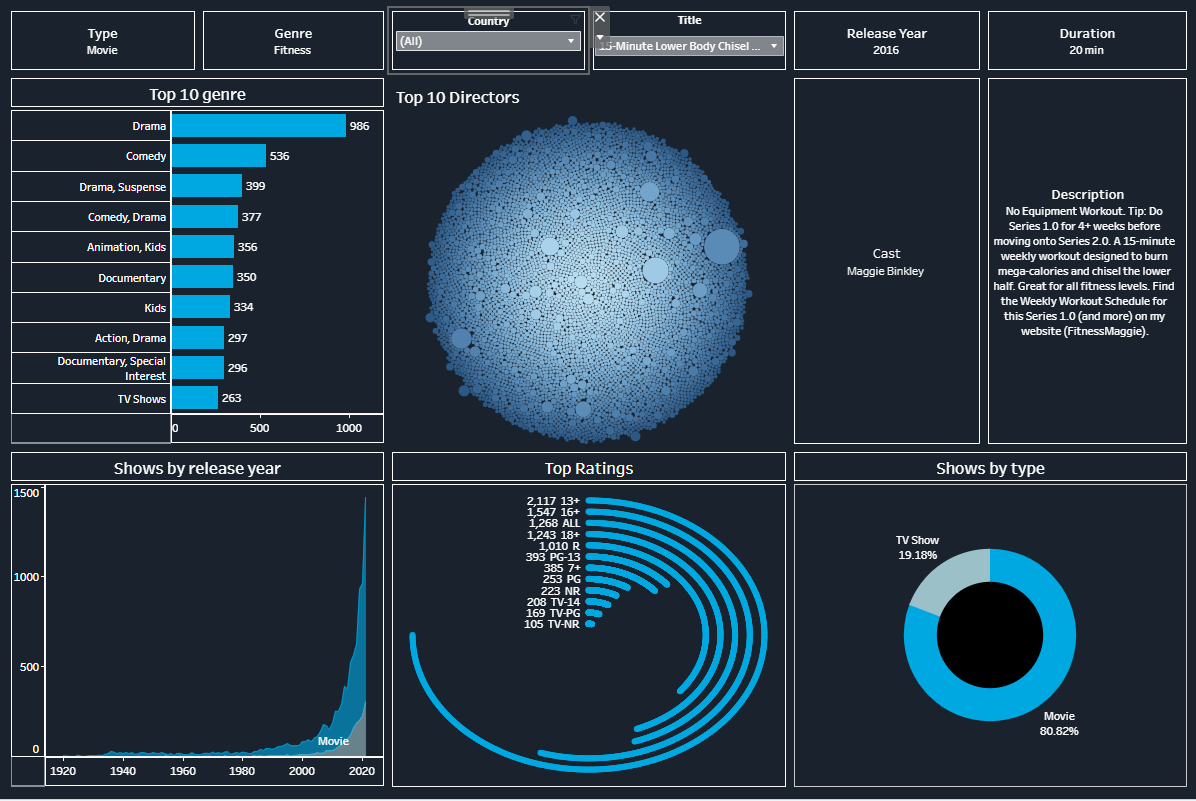 Type
Movie
Genre
Fitness
Country
(All)
Title
15-Minute Lower Body Chisel ...
Release Year
2016
Duration
20 min
Top 10 genre
Drama
986
Comedy
536
Drama, Suspense
399
Comedy, Drama
377
Animation, Kids
356
Documentary
350
Kids
334
Action, Drama
297
Documentary, Special
Interest
296
TV Shows
263
0
500
1000
Top 10 Directors
Cast
Maggie Binkley
Description
No Equipment Workout. Tip: Do
Series 1.0 for 4+ weeks before
moving onto Series 2.0. A 15-minute
weekly workout designed to burn
mega-calories and chisel the lower
half. Great for all fitness levels. Find
the Weekly Workout Schedule for
this Series 1.0 (and more) on my
website (FitnessMaggie).
Shows by release year
1500
1000
500
0
Movie
1920
1940
1960
1980
2000
2020
Top Ratings
2,117 13+
1,547 16+
1,268 ALL
1,243 18+
1,010 R
393 PG-13
385 7+
253 PG
223 NR
208 TV-14
169 TV-PG
105 TV-NR
Shows by type
TV Show
19.18%
Movie
80.82%